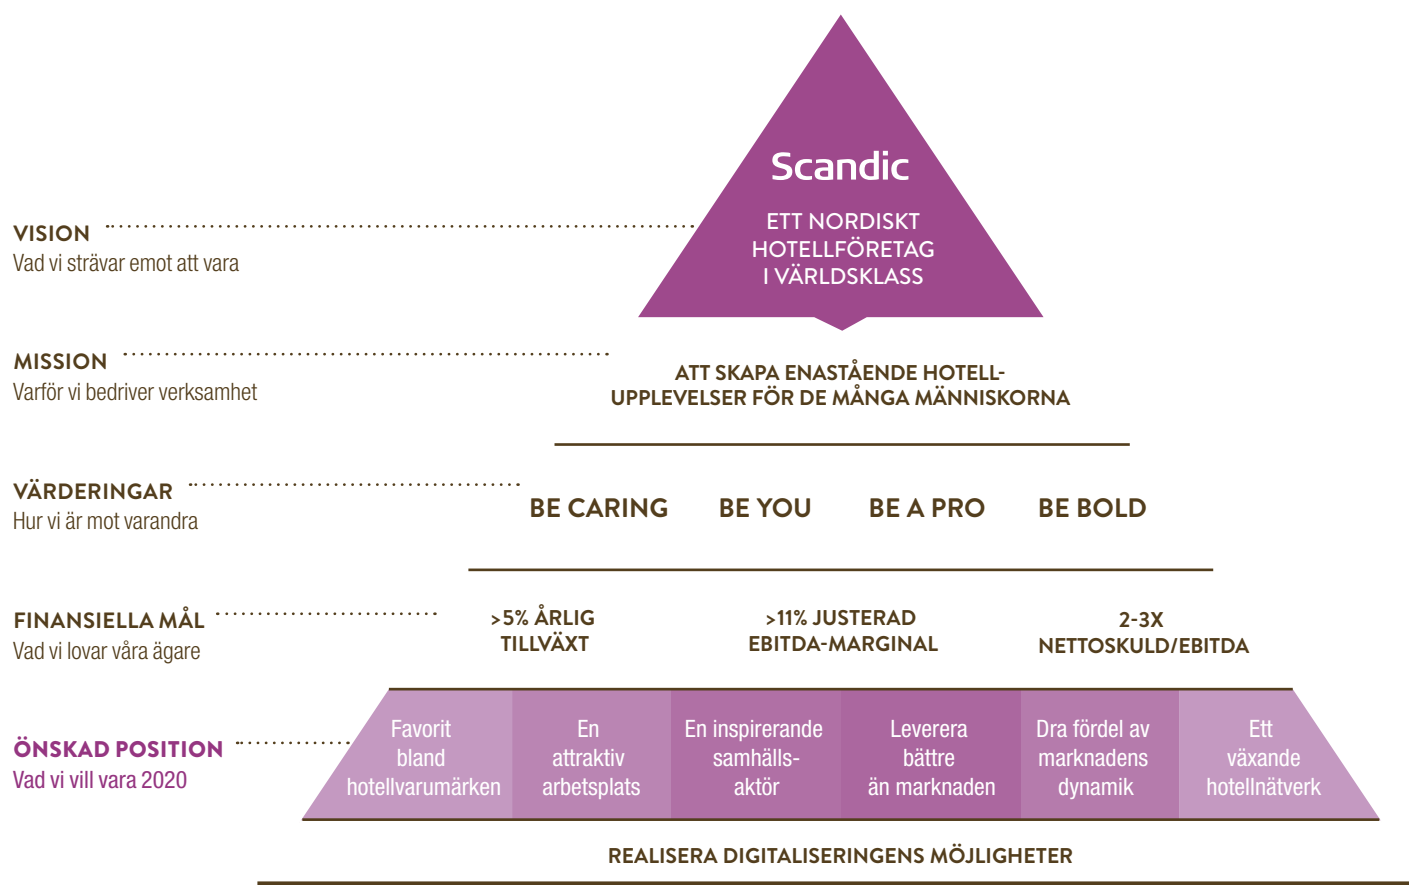 Scandic
ETT NORDISKT
HOTELLFÖRETAG
I VÄRLDSKLASS
VISION
Vad vi strävar emot att vara
MISSION
Varför vi bedriver verksamhet
ATT SKAPA ENASTÅENDE HOTELL-
UPPLEVELSER FÖR DE MÅNGA MÄNNISKORNA
VÄRDERINGAR
Hur vi är mot varandra
BE CARING BE YOU BE A PRO BE BOLD
FINANSIELLA MÅL
Vad vi lovar våra ägare
>5% ÅRLIG
TILLVÄXT
>11% JUSTERAD
EBITDA-MARGINAL
2-3X
NETTOSKULD/EBITDA
ÖNSKAD POSITION
Vad vi vill vara 2020
Favorit
bland
hotellvarumärken
En
attraktiv
arbetsplats
En inspirerande
samhälls-
aktör
Leverera
bättre
än marknaden
Dra fördel av
marknadens
dynamik
Ett
växande
hotellnätverk
REALISERA DIGITALISERINGENS MÖJLIGHETER